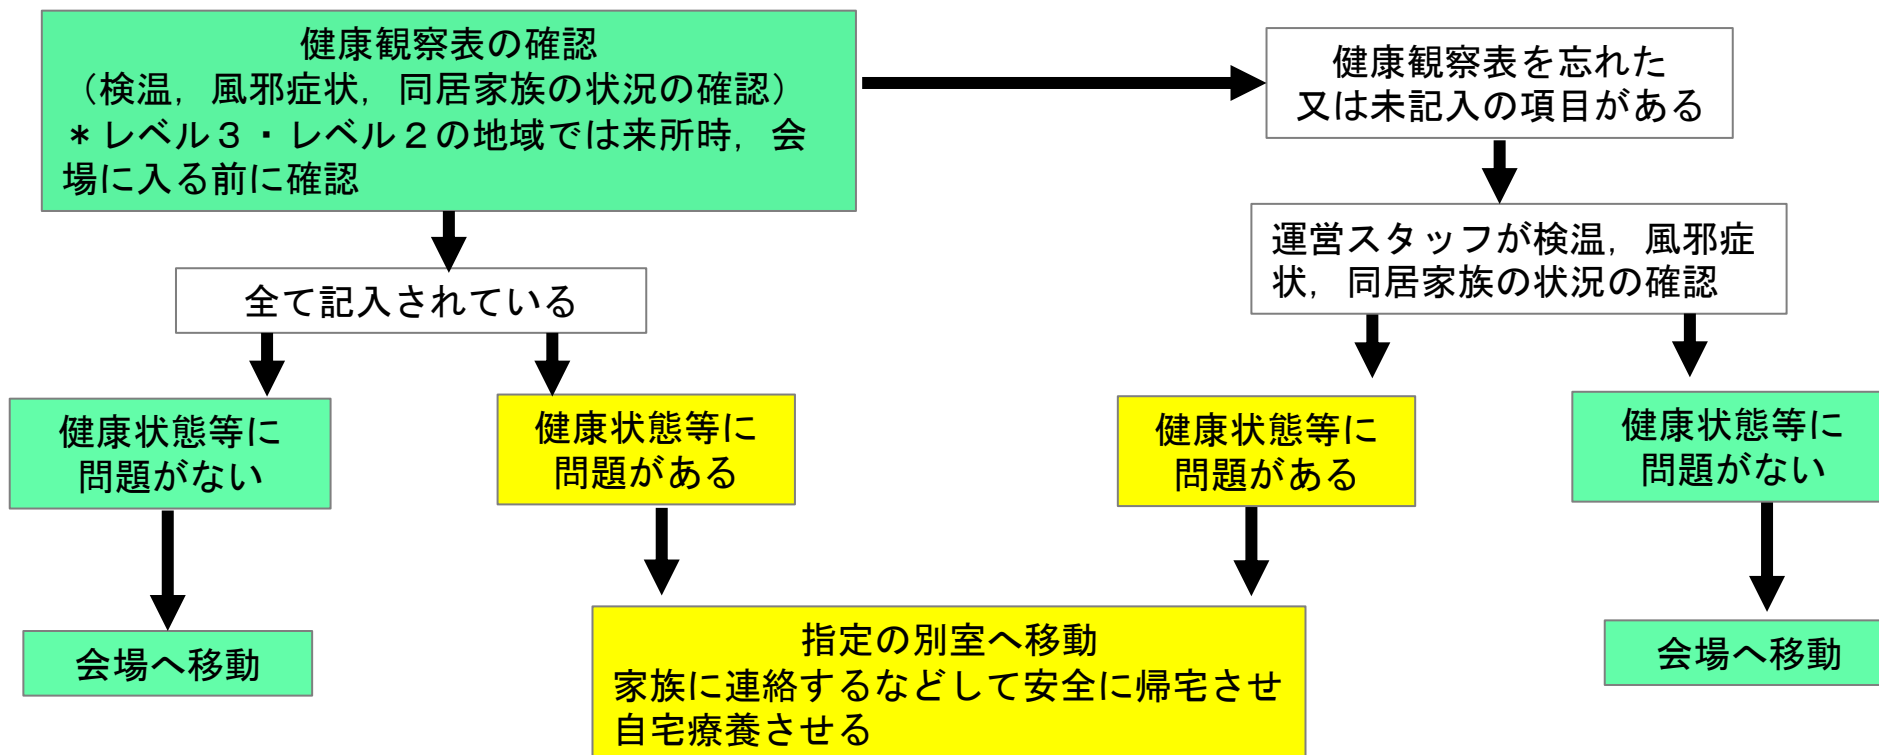 健康観察表の確認
（検温，風邪症状，同居家族の状況の確認）
＊レベル３・レベル２の地域では来所時，会
場に入る前に確認
健康観察表を忘れた
又は未記入の項目がある
全て記入されている
運営スタッフが検温，風邪症
状，同居家族の状況の確認
健康状態等に
問題がない
健康状態等に
問題がある
健康状態等に
問題がある
健康状態等に
問題がない
会場へ移動
指定の別室へ移動
家族に連絡するなどして安全に帰宅させ
自宅療養させる
会場へ移動